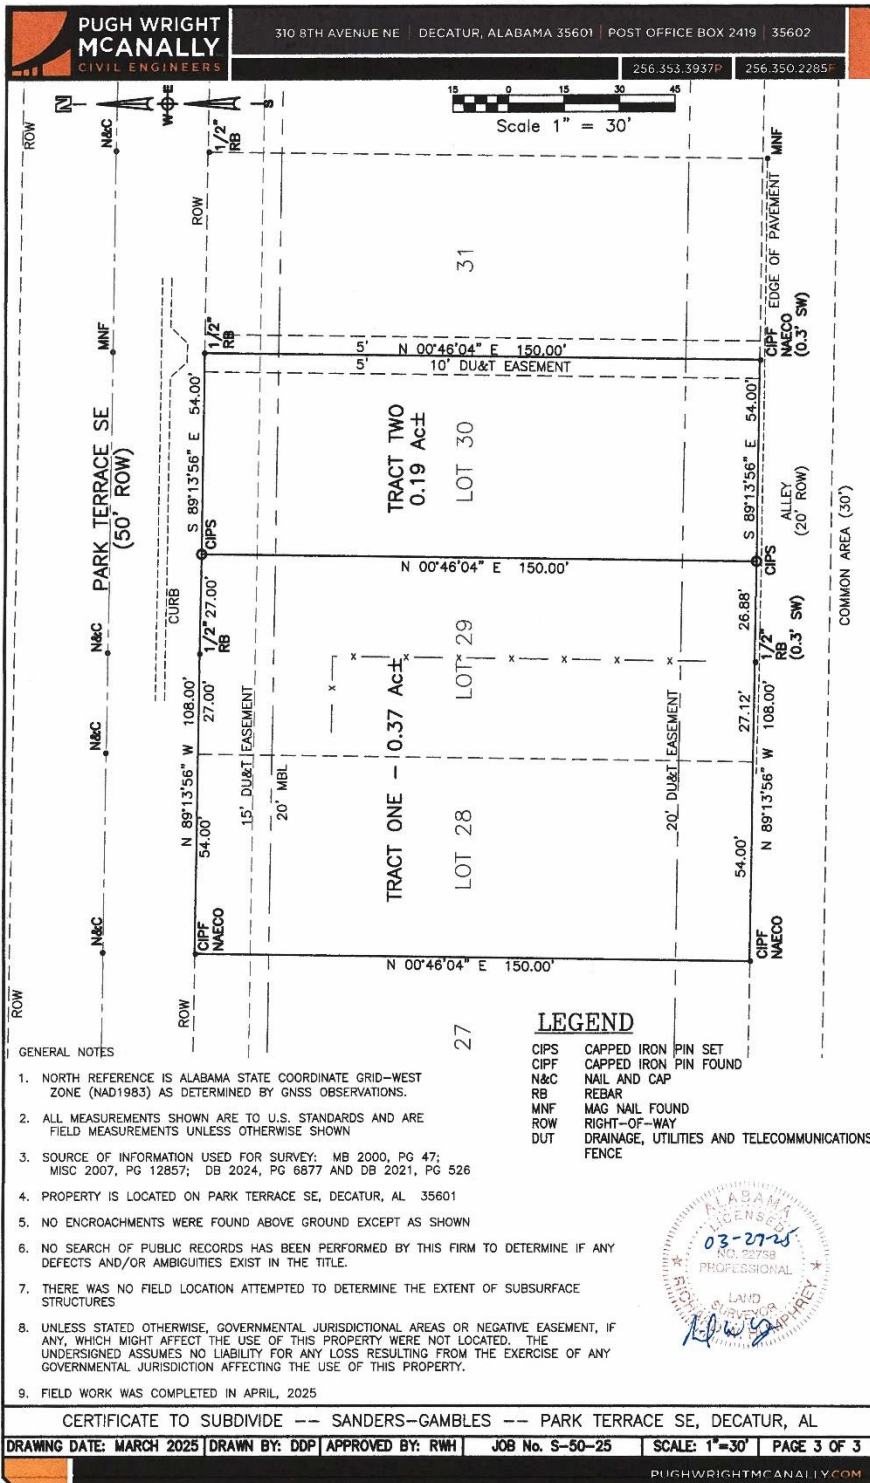 PUGH WRIGHT
MCANALLY
CIVIL ENGINEERS
310 8TH AVENUE NE | DECATUR, ALABAMA 35601 | POST OFFICE BOX 2419 | 35602
256.353.3937P 256.350.2285F
N W E S
15 0 15 30 45
Scale 1" = 30'
ROW
N&C
1/2" RB
MNF
ROW
31
EDGE OF PAVEMENT
MNF
1/2" RB
5' N 00°46'04" E 150.00'
5' 10' DU&T EASEMENT
CIPF NAECO (0.3' SW)
PARK TERRACE SE
(50' ROW)
S 89°13'56" E 54.00'
TRACT TWO
0.19 Ac±
LOT 30
S 89°13'56" E 54.00'
ALLEY
(20' ROW)
COMMON AREA (30')
CIPS
N 00°46'04" E 150.00'
CIPS
CURB
27.00'
26.88'
N&C
1/2" RB
LOT 29
x x x x x x x
x
1/2" RB (0.3' SW)
N 89°13'56" W 108.00'
27.00'
15' DU&T EASEMENT
20' MBL
TRACT ONE – 0.37 Ac±
20' DU&T EASEMENT
27.12'
N 89°13'56" W 108.00'
N&C
54.00'
LOT 28
54.00'
N&C
CIPF NAECO
N 00°46'04" E 150.00'
CIPF NAECO
ROW
ROW
27
LEGEND
CIPS CAPPED IRON PIN SET
CIPF CAPPED IRON PIN FOUND
N&C NAIL AND CAP
RB REBAR
MNF MAG NAIL FOUND
ROW RIGHT-OF-WAY
DUT DRAINAGE, UTILITIES AND TELECOMMUNICATIONS
FENCE
GENERAL NOTES
1. NORTH REFERENCE IS ALABAMA STATE COORDINATE GRID-WEST
ZONE (NAD1983) AS DETERMINED BY GNSS OBSERVATIONS.
2. ALL MEASUREMENTS SHOWN ARE TO U.S. STANDARDS AND ARE
FIELD MEASUREMENTS UNLESS OTHERWISE SHOWN
3. SOURCE OF INFORMATION USED FOR SURVEY: MB 2000, PG 47;
MISC 2007, PG 12857; DB 2024, PG 6877 AND DB 2021, PG 526
4. PROPERTY IS LOCATED ON PARK TERRACE SE, DECATUR, AL 35601
5. NO ENCROACHMENTS WERE FOUND ABOVE GROUND EXCEPT AS SHOWN
6. NO SEARCH OF PUBLIC RECORDS HAS BEEN PERFORMED BY THIS FIRM TO DETERMINE IF ANY
DEFECTS AND/OR AMBIGUITIES EXIST IN THE TITLE.
7. THERE WAS NO FIELD LOCATION ATTEMPTED TO DETERMINE THE EXTENT OF SUBSURFACE
STRUCTURES
8. UNLESS STATED OTHERWISE, GOVERNMENTAL JURISDICTIONAL AREAS OR NEGATIVE EASEMENT, IF
ANY, WHICH MIGHT AFFECT THE USE OF THIS PROPERTY WERE NOT LOCATED. THE
UNDERSIGNED ASSUMES NO LIABILITY FOR ANY LOSS RESULTING FROM THE EXERCISE OF ANY
GOVERNMENTAL JURISDICTION AFFECTING THE USE OF THIS PROPERTY.
9. FIELD WORK WAS COMPLETED IN APRIL, 2025
ALABAMA
LICENSED
03-27-25
NO. 22738
PROFESSIONAL
LAND
SURVEYOR
HUMPHREY
CERTIFICATE TO SUBDIVIDE –– SANDERS–GAMBLES –– PARK TERRACE SE, DECATUR, AL
DRAWING DATE: MARCH 2025 DRAWN BY: DDP APPROVED BY: RWH JOB No. S-50-25 SCALE: 1"=30' PAGE 3 OF 3
PUGHWRIGHTMCANALLY.COM